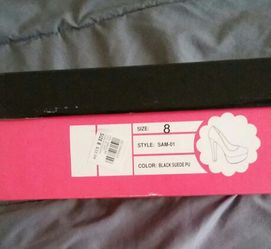 SIZE: 8
STYLE: SAM-01
COLOR: BLACK SUEDE PU